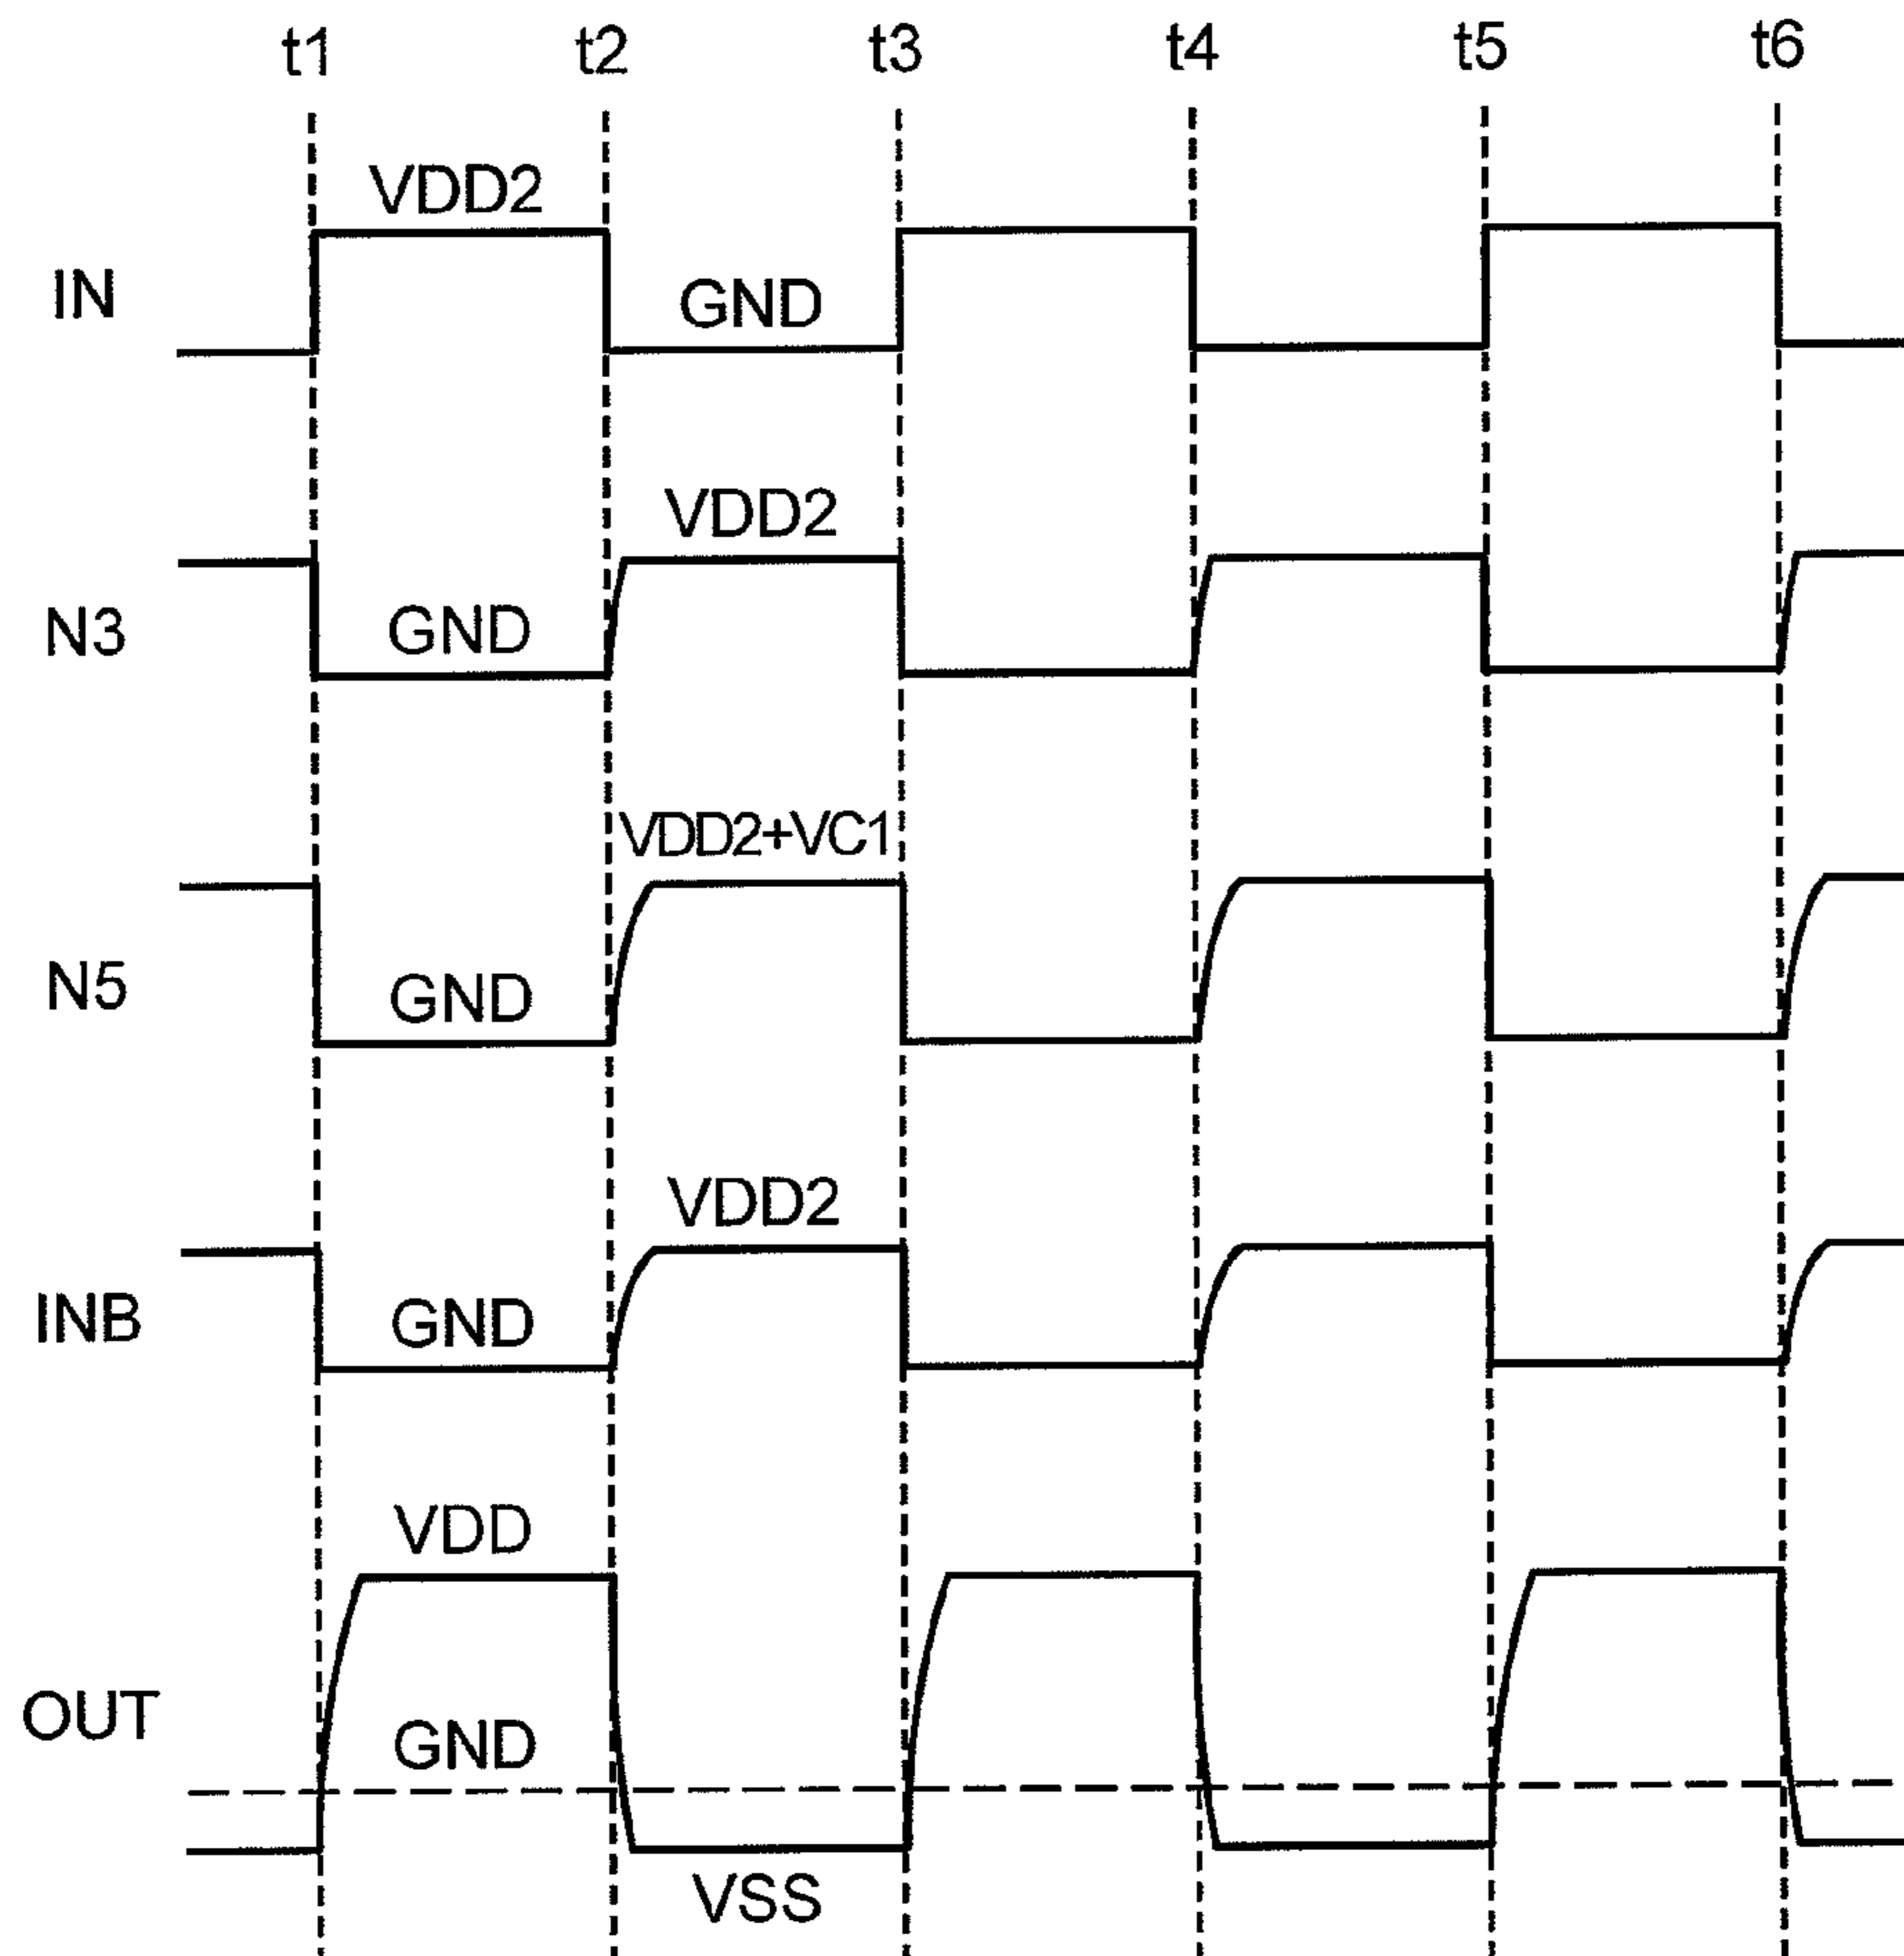 t1 t2 t3 t4 t5 t6
VDD2
IN
GND
VDD2
N3
GND
VDD2+VC1
N5
GND
VDD2
INB
GND
VDD
OUT
GND
VSS